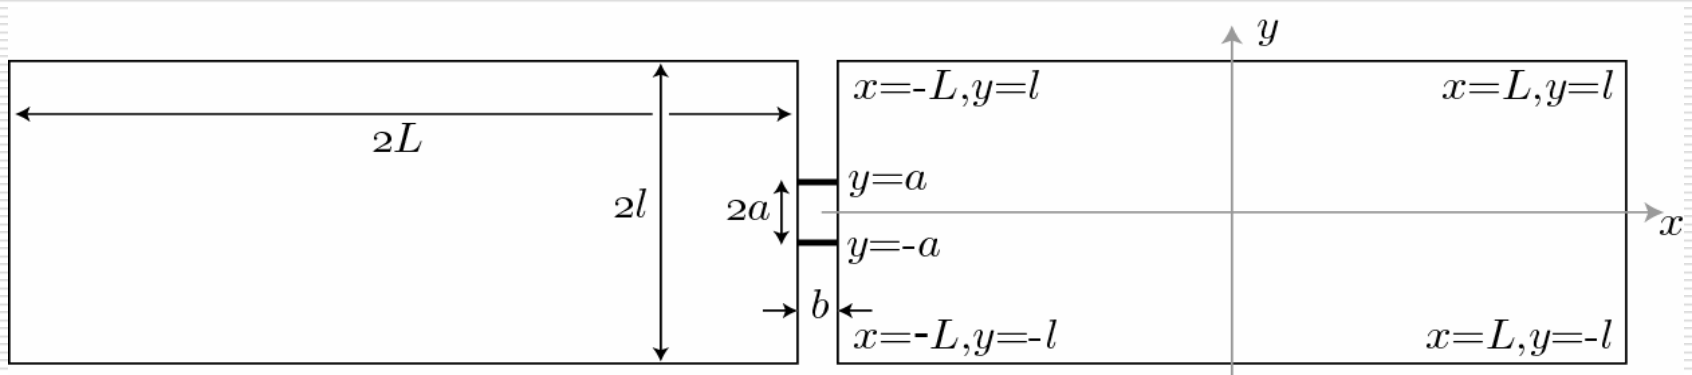 y
x=-L,y=l
x=L,y=l
2L
y=a
2l
2a
x
y=-a
b
x=-L,y=-l
x=L,y=-l